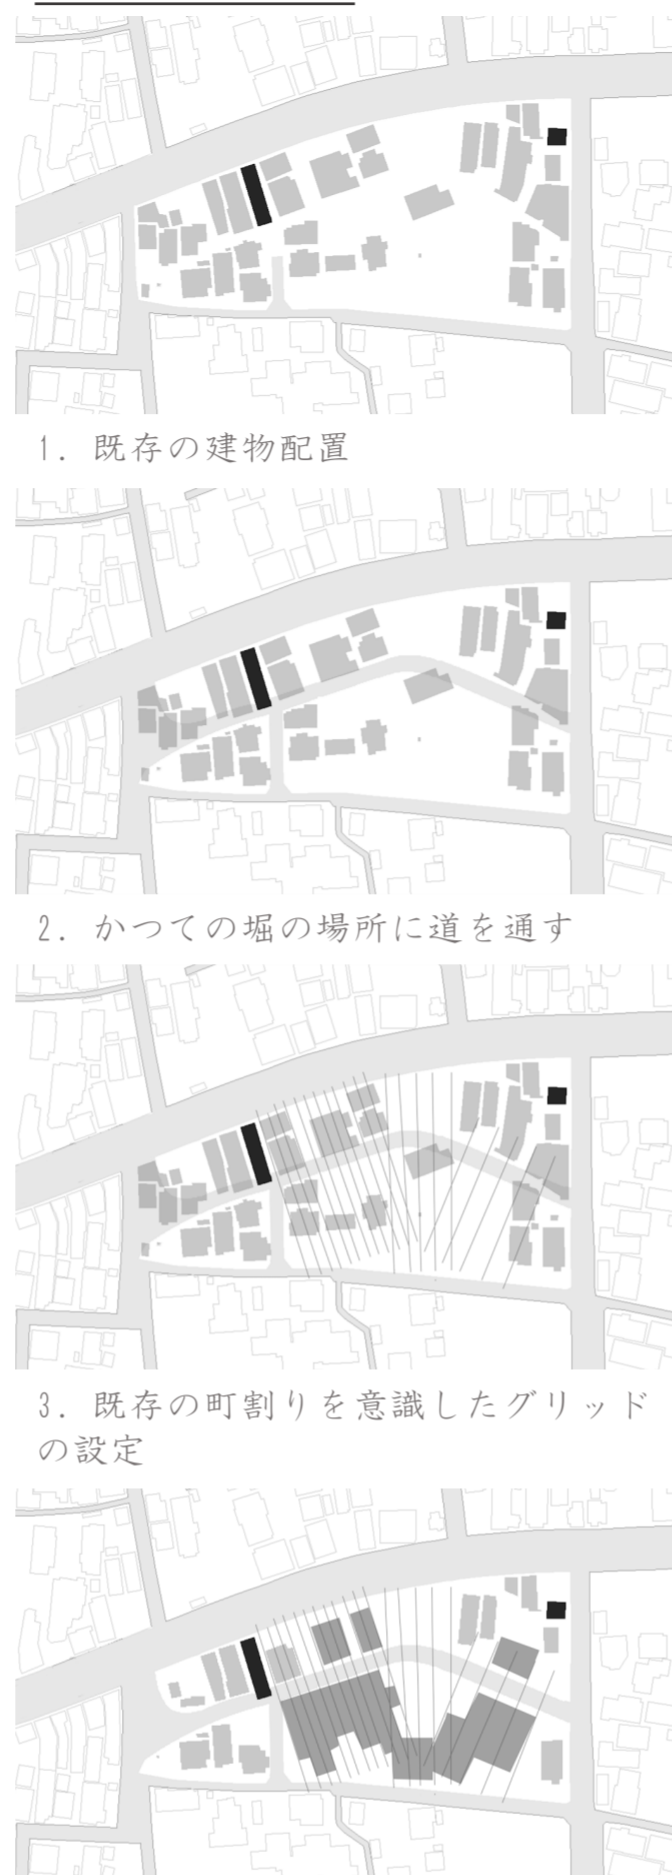 1. 既存の建物配置
2. かつての堀の場所に道を通す
3. 既存の町割りを意識したグリッド
の設定